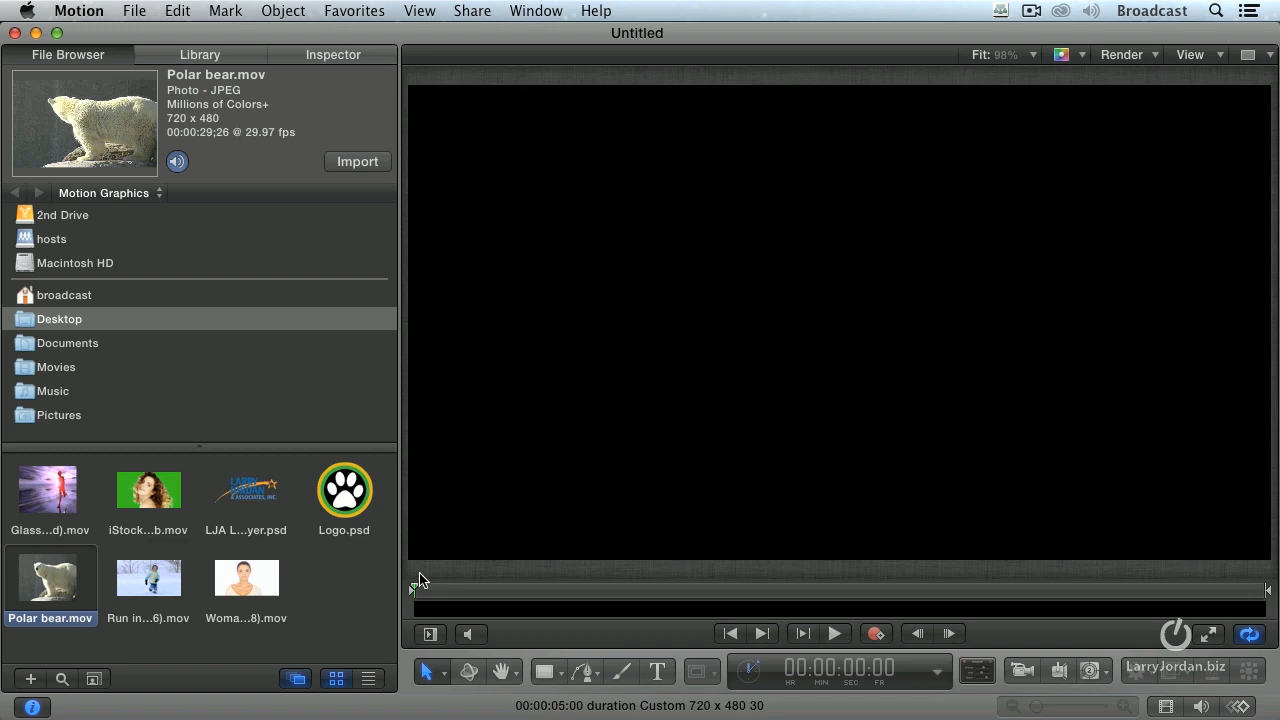 Motion File Edit Mark Object Favorites View Share Window Help Broadcast
Untitled
File Browser Library Inspector
Fit: 98% Render View
Polar bear.mov
Photo - JPEG
Millions of Colors+
720 x 480
00:00:29;26 @ 29.97 fps
Import
Motion Graphics
2nd Drive
hosts
Macintosh HD
broadcast
Desktop
Documents
Movies
Music
Pictures
LARRY
JORDAN
& ASSOCIATES, INC.
Glass...d).mov iStock...b.mov LJA L...yer.psd Logo.psd
Polar bear.mov Run in...6).mov Woma...8).mov
T
00:00:00:00
HR MIN SEC FR
LarryJordan.biz
00:00:05:00 duration Custom 720 x 480 30